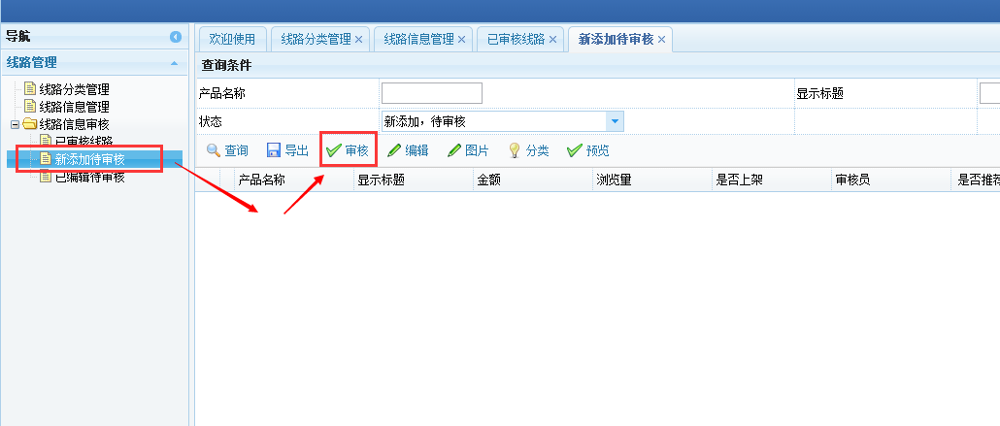 导航
线路管理
线路分类管理
线路信息管理
线路信息审核
已审核线路
新添加待审核
已编辑待审核
欢迎使用 线路分类管理 线路信息管理 已审核线路 新添加待审核
查询条件
产品名称 显示标题
状态 新添加，待审核
查询 导出 审核 编辑 图片 分类 预览
产品名称 显示标题 金额 浏览量 是否上架 审核员 是否推荐